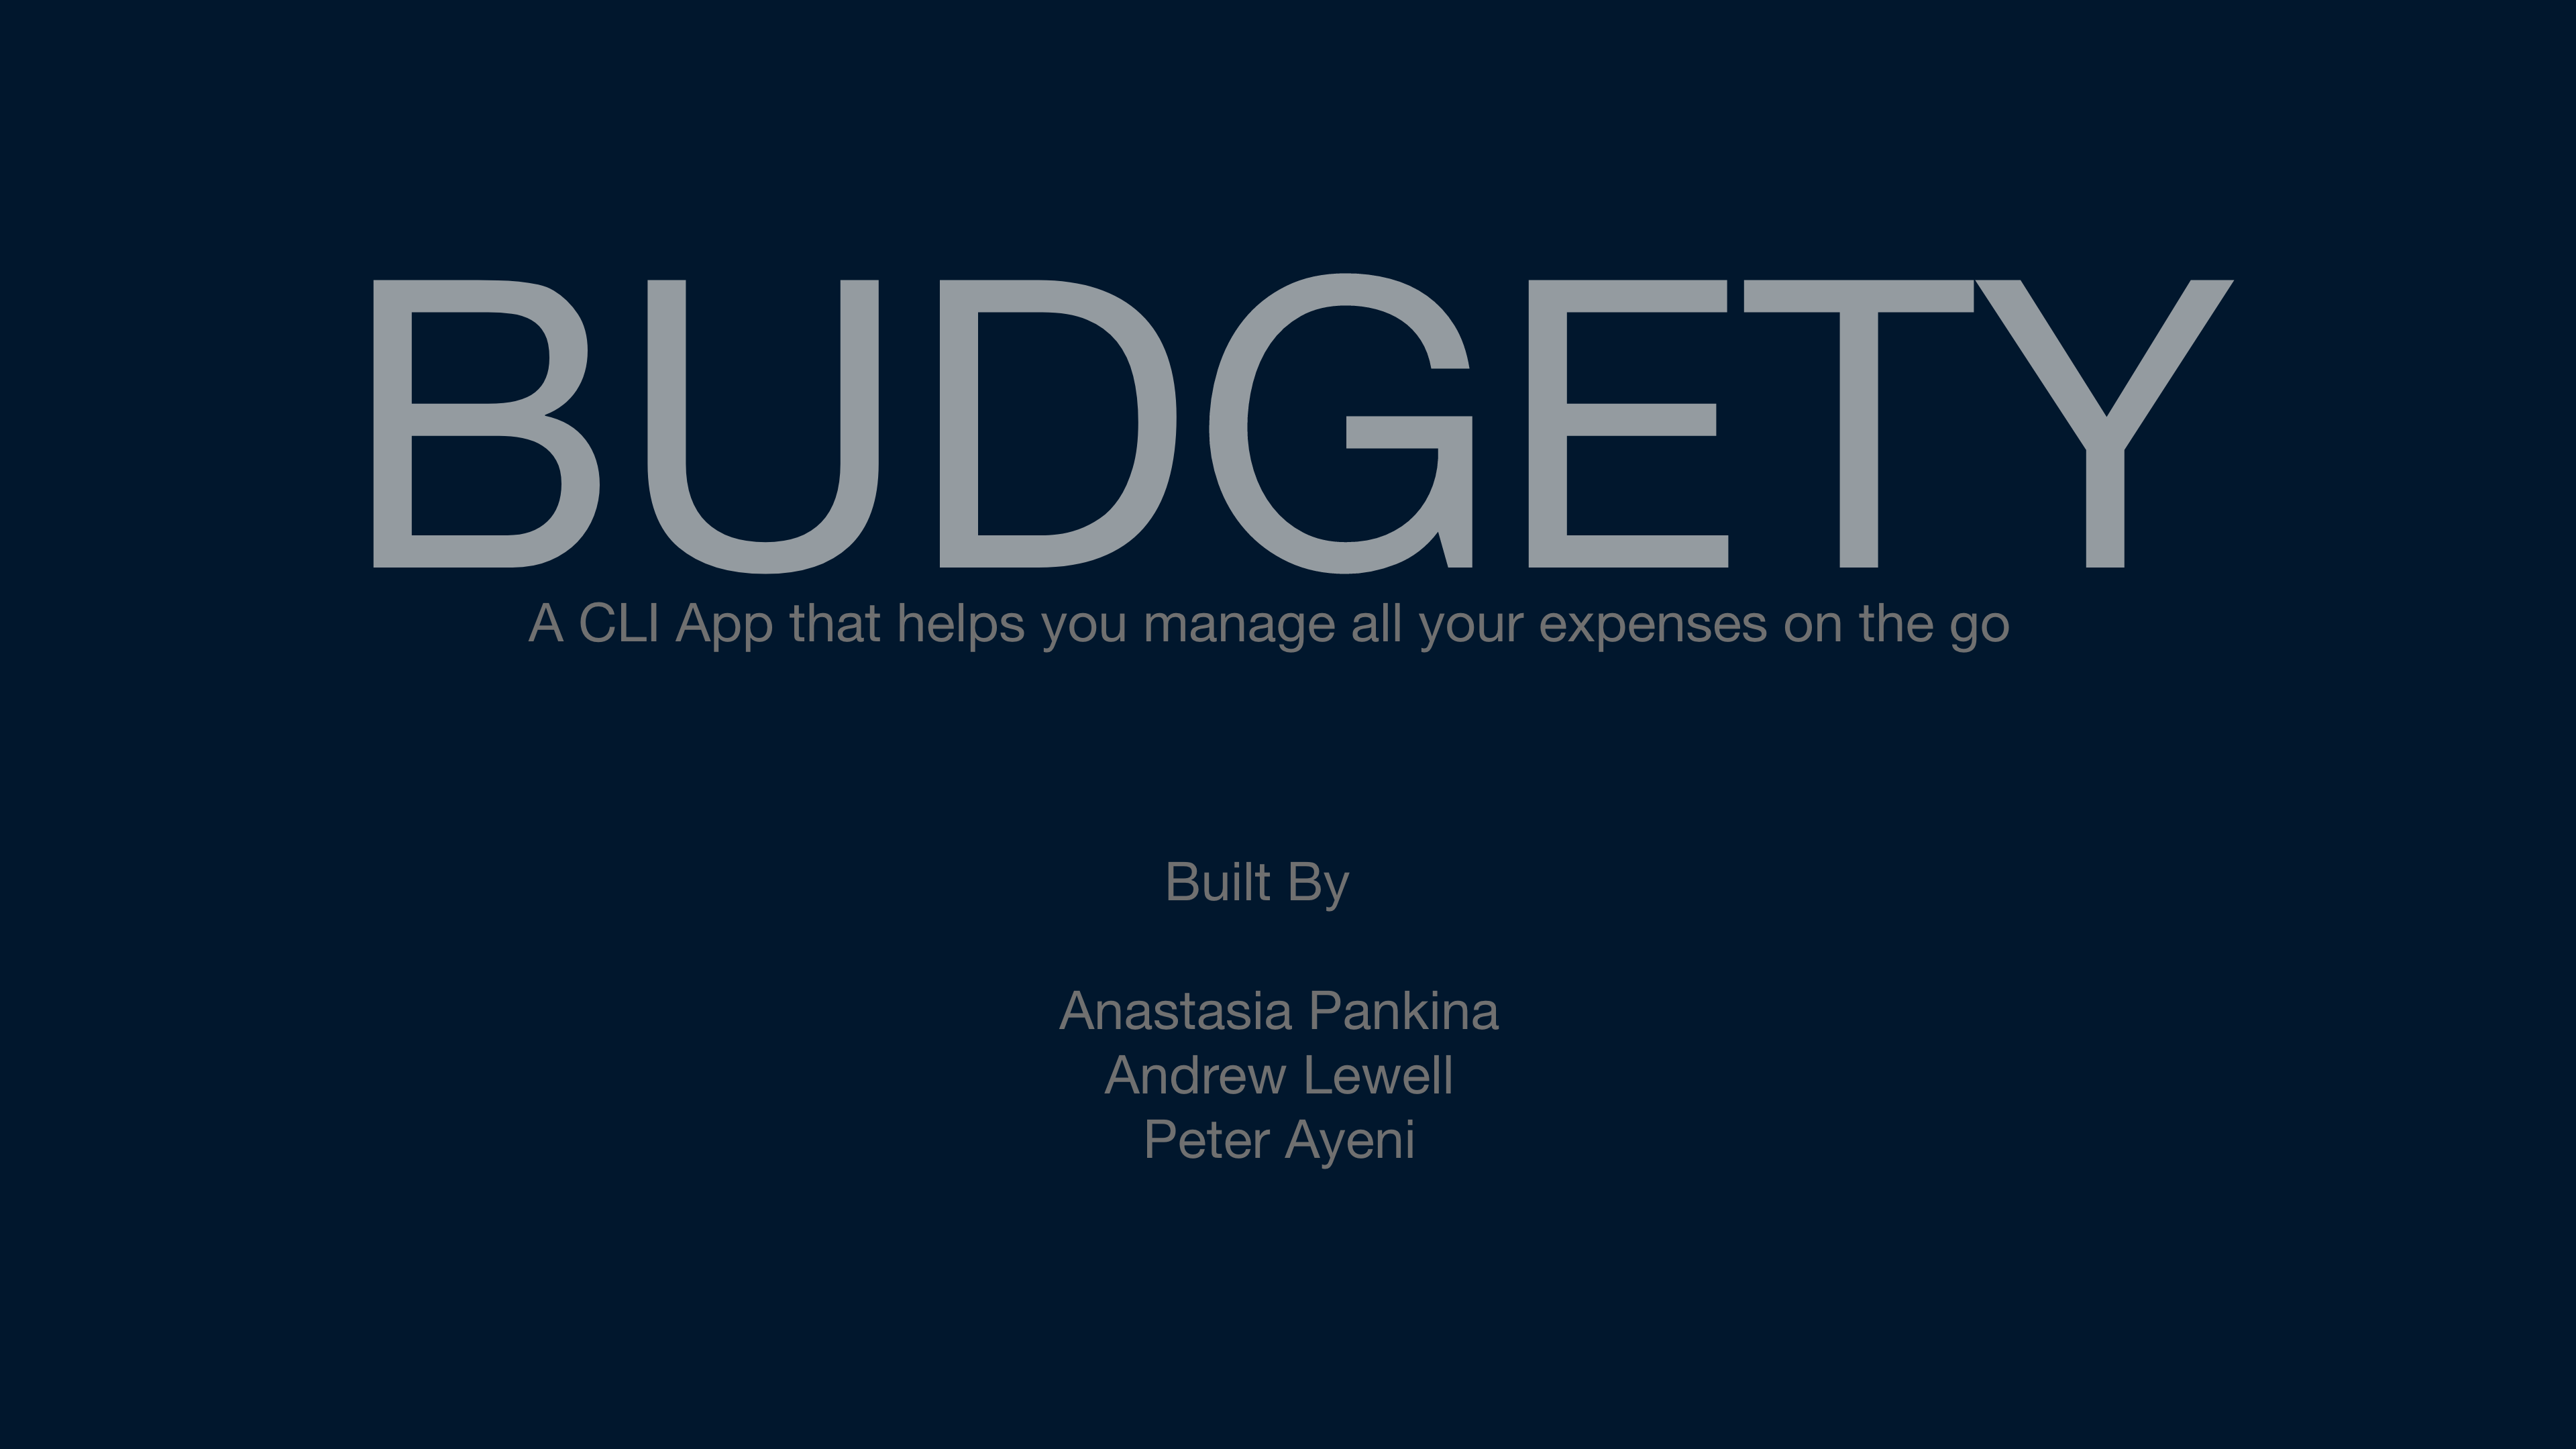 BUDGETY
A CLI App that helps you manage all your expenses on the go
Built By
Anastasia Pankina
Andrew Lewell
Peter Ayeni